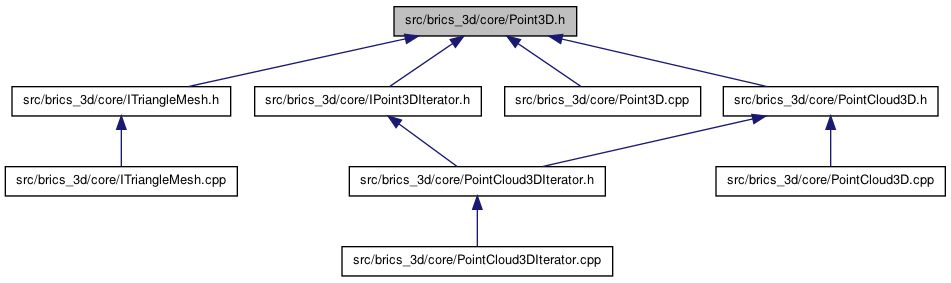 src/brics_3d/core/Point3D.h
src/brics_3d/core/ITriangleMesh.h
src/brics_3d/core/IPoint3DIterator.h
src/brics_3d/core/Point3D.cpp
src/brics_3d/core/PointCloud3D.h
src/brics_3d/core/ITriangleMesh.cpp
src/brics_3d/core/PointCloud3DIterator.h
src/brics_3d/core/PointCloud3D.cpp
src/brics_3d/core/PointCloud3DIterator.cpp